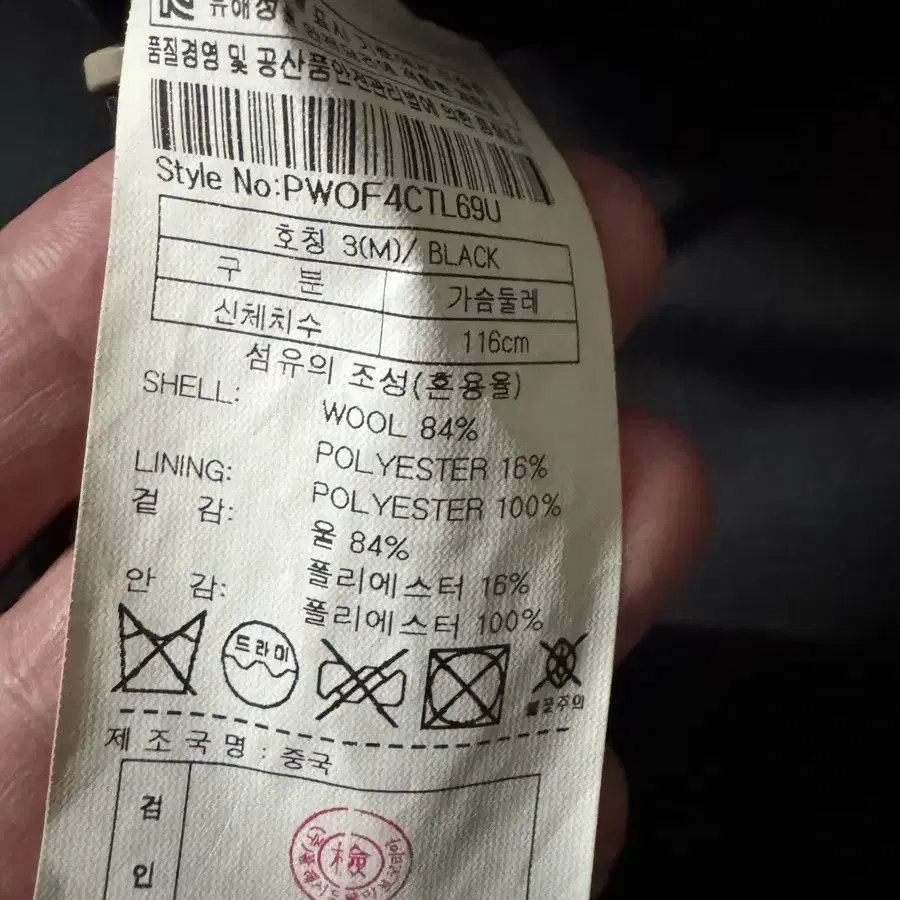 유해성
품질경영 및 공산품안전관리법에 의한
Style No:PWOF4CTL69U
호칭 3(M)/ BLACK
구 분 가슴둘레
신체치수 116cm
섬유의 조성(혼용율)
SHELL:
WOOL 84%
POLYESTER 16%
LINING:
POLYESTER 100%
겉 감:
울 84%
폴리에스터 16%
안 감:
폴리에스터 100%
드라이
불꽃주의
제 조 국 명 : 중국
검
인
檢